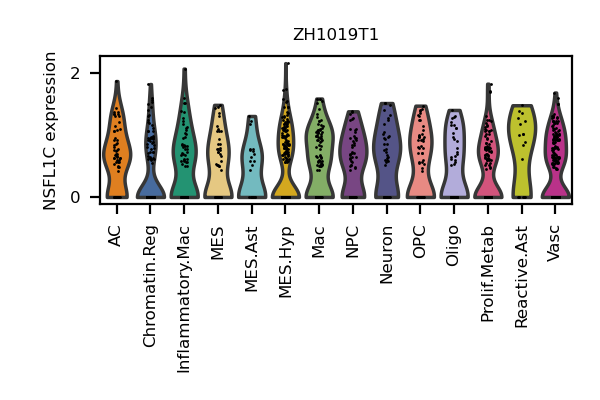 ZH1019T1
NSFL1C expression
2
0
AC
Chromatin.Reg
Inflammatory.Mac
MES
MES.Ast
MES.Hyp
Mac
NPC
Neuron
OPC
Oligo
Prolif.Metab
Reactive.Ast
Vasc